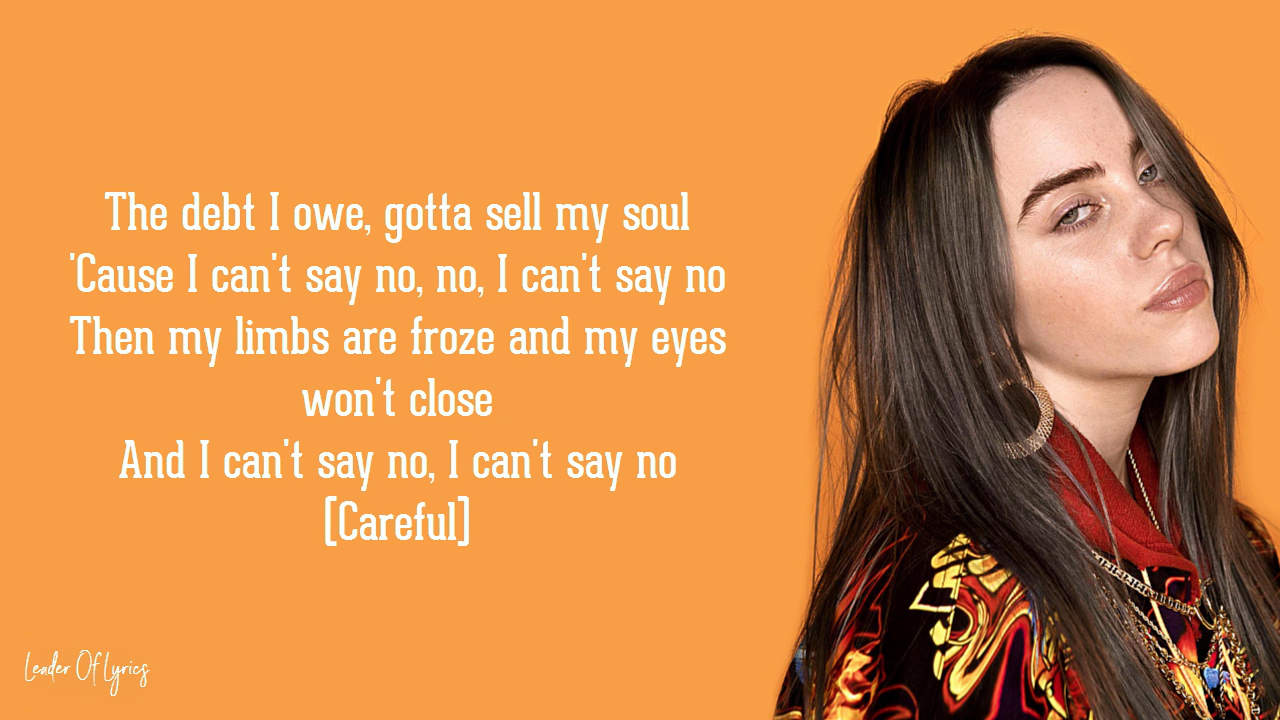 The debt I owe, gotta sell my soul
'Cause I can't say no, no, I can't say no
Then my limbs are froze and my eyes
won't close
And I can't say no, I can't say no
[Careful]
Leader Of Lyrics